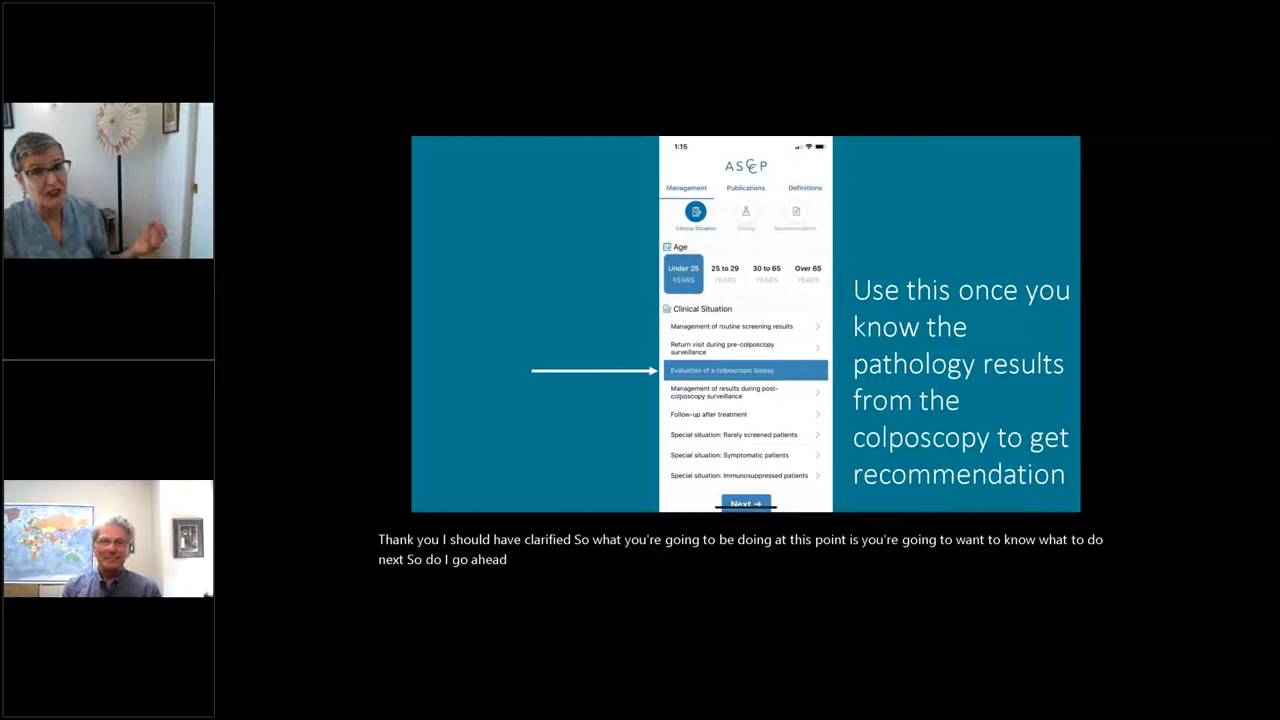 1:15
ASCCP
Management Publications Definitions
Clinical Situation Testing Recommendation
Age
Under 25 25 to 29 30 to 65 Over 65
YEARS YEARS YEARS YEARS
Clinical Situation
Management of routine screening results
Return visit during pre-colposcopy
surveillance
Evaluation of a colposcopic biopsy
Management of results during post-
colposcopy surveillance
Follow-up after treatment
Special situation: Rarely screened patients
Special situation: Symptomatic patients
Special situation: Immunosuppressed patients
Next →
Use this once you
know the
pathology results
from the
colposcopy to get
recommendation
Thank you I should have clarified So what you're going to be doing at this point is you're going to want to know what to do
next So do I go ahead